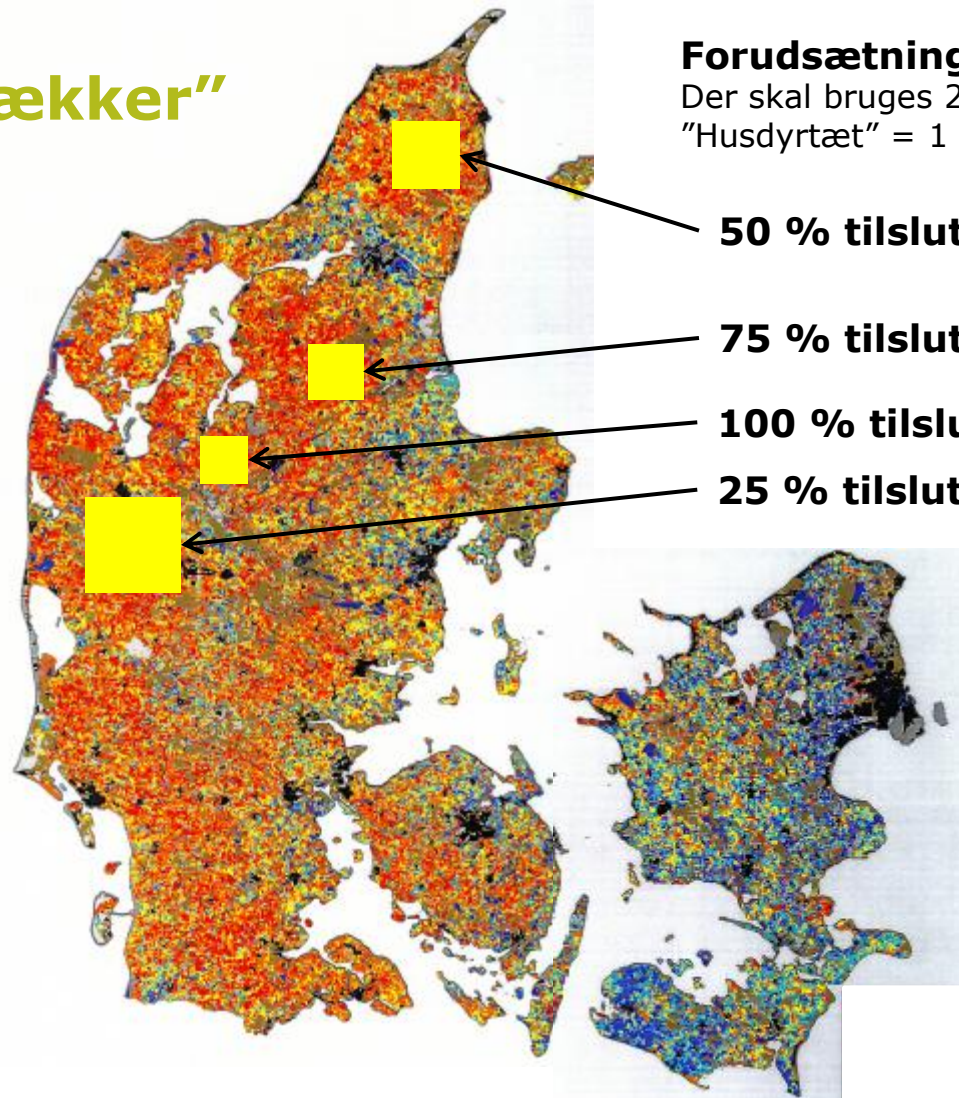 ækker”
Forudsætning
Der skal bruges 2
”Husdyrtæt” = 1
50 % tilslut
75 % tilslut
100 % tilslu
25 % tilslut